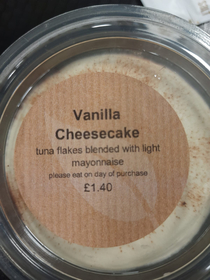 Vanilla
Cheesecake
tuna flakes blended with light
mayonnaise
please eat on day of purchase
£1.40